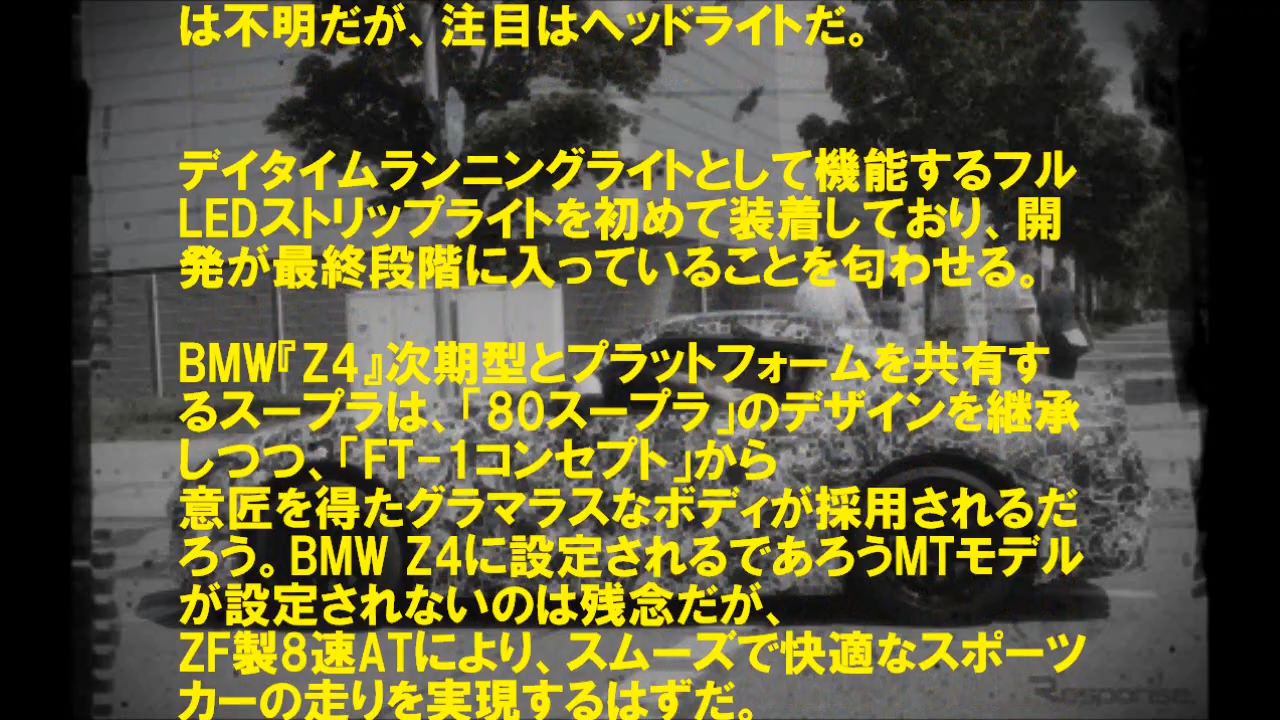 は不明だが、注目はヘッドライトだ。
デイタイムランニングライトとして機能するフル
LEDストリップライトを初めて装着しており、開
発が最終段階に入っていることを匂わせる。
BMW『Z4』次期型とプラットフォームを共有す
るスープラは、「80スープラ」のデザインを継承
しつつ、「FT-1コンセプト」から
意匠を得たグラマラスなボディが採用されるだ
ろう。BMW Z4に設定されるであろうMTモデル
が設定されないのは残念だが、
ZF製8速ATにより、スムーズで快適なスポーツ
カーの走りを実現するはずだ。
Response.